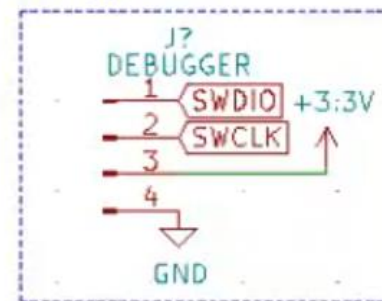 J?
DEBUGGER
1 SWDIO +3.3V
2 SWCLK
3
4
GND